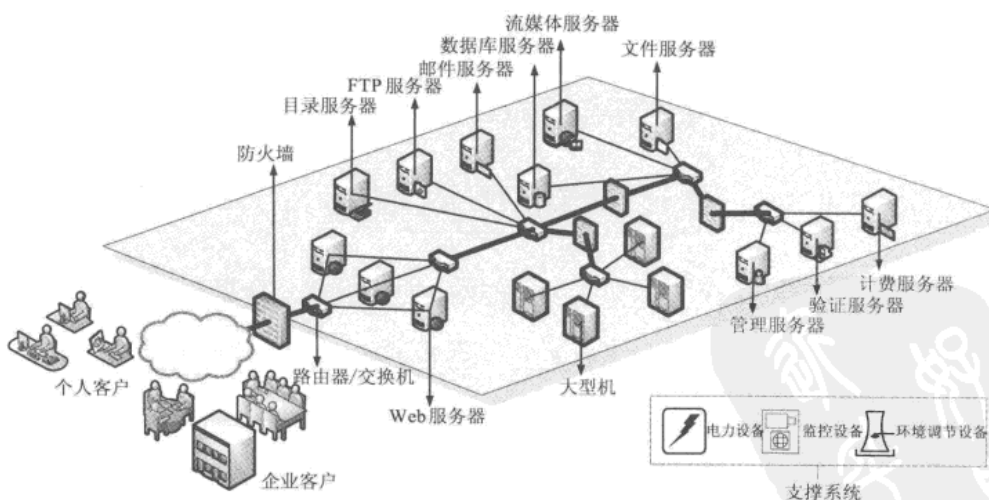 流媒体服务器
数据库服务器
文件服务器
邮件服务器
FTP 服务器
目录服务器
防火墙
计费服务器
验证服务器
管理服务器
路由器/交换机
大型机
个人客户
Web 服务器
电力设备
监控设备
环境调节设备
企业客户
支撑系统